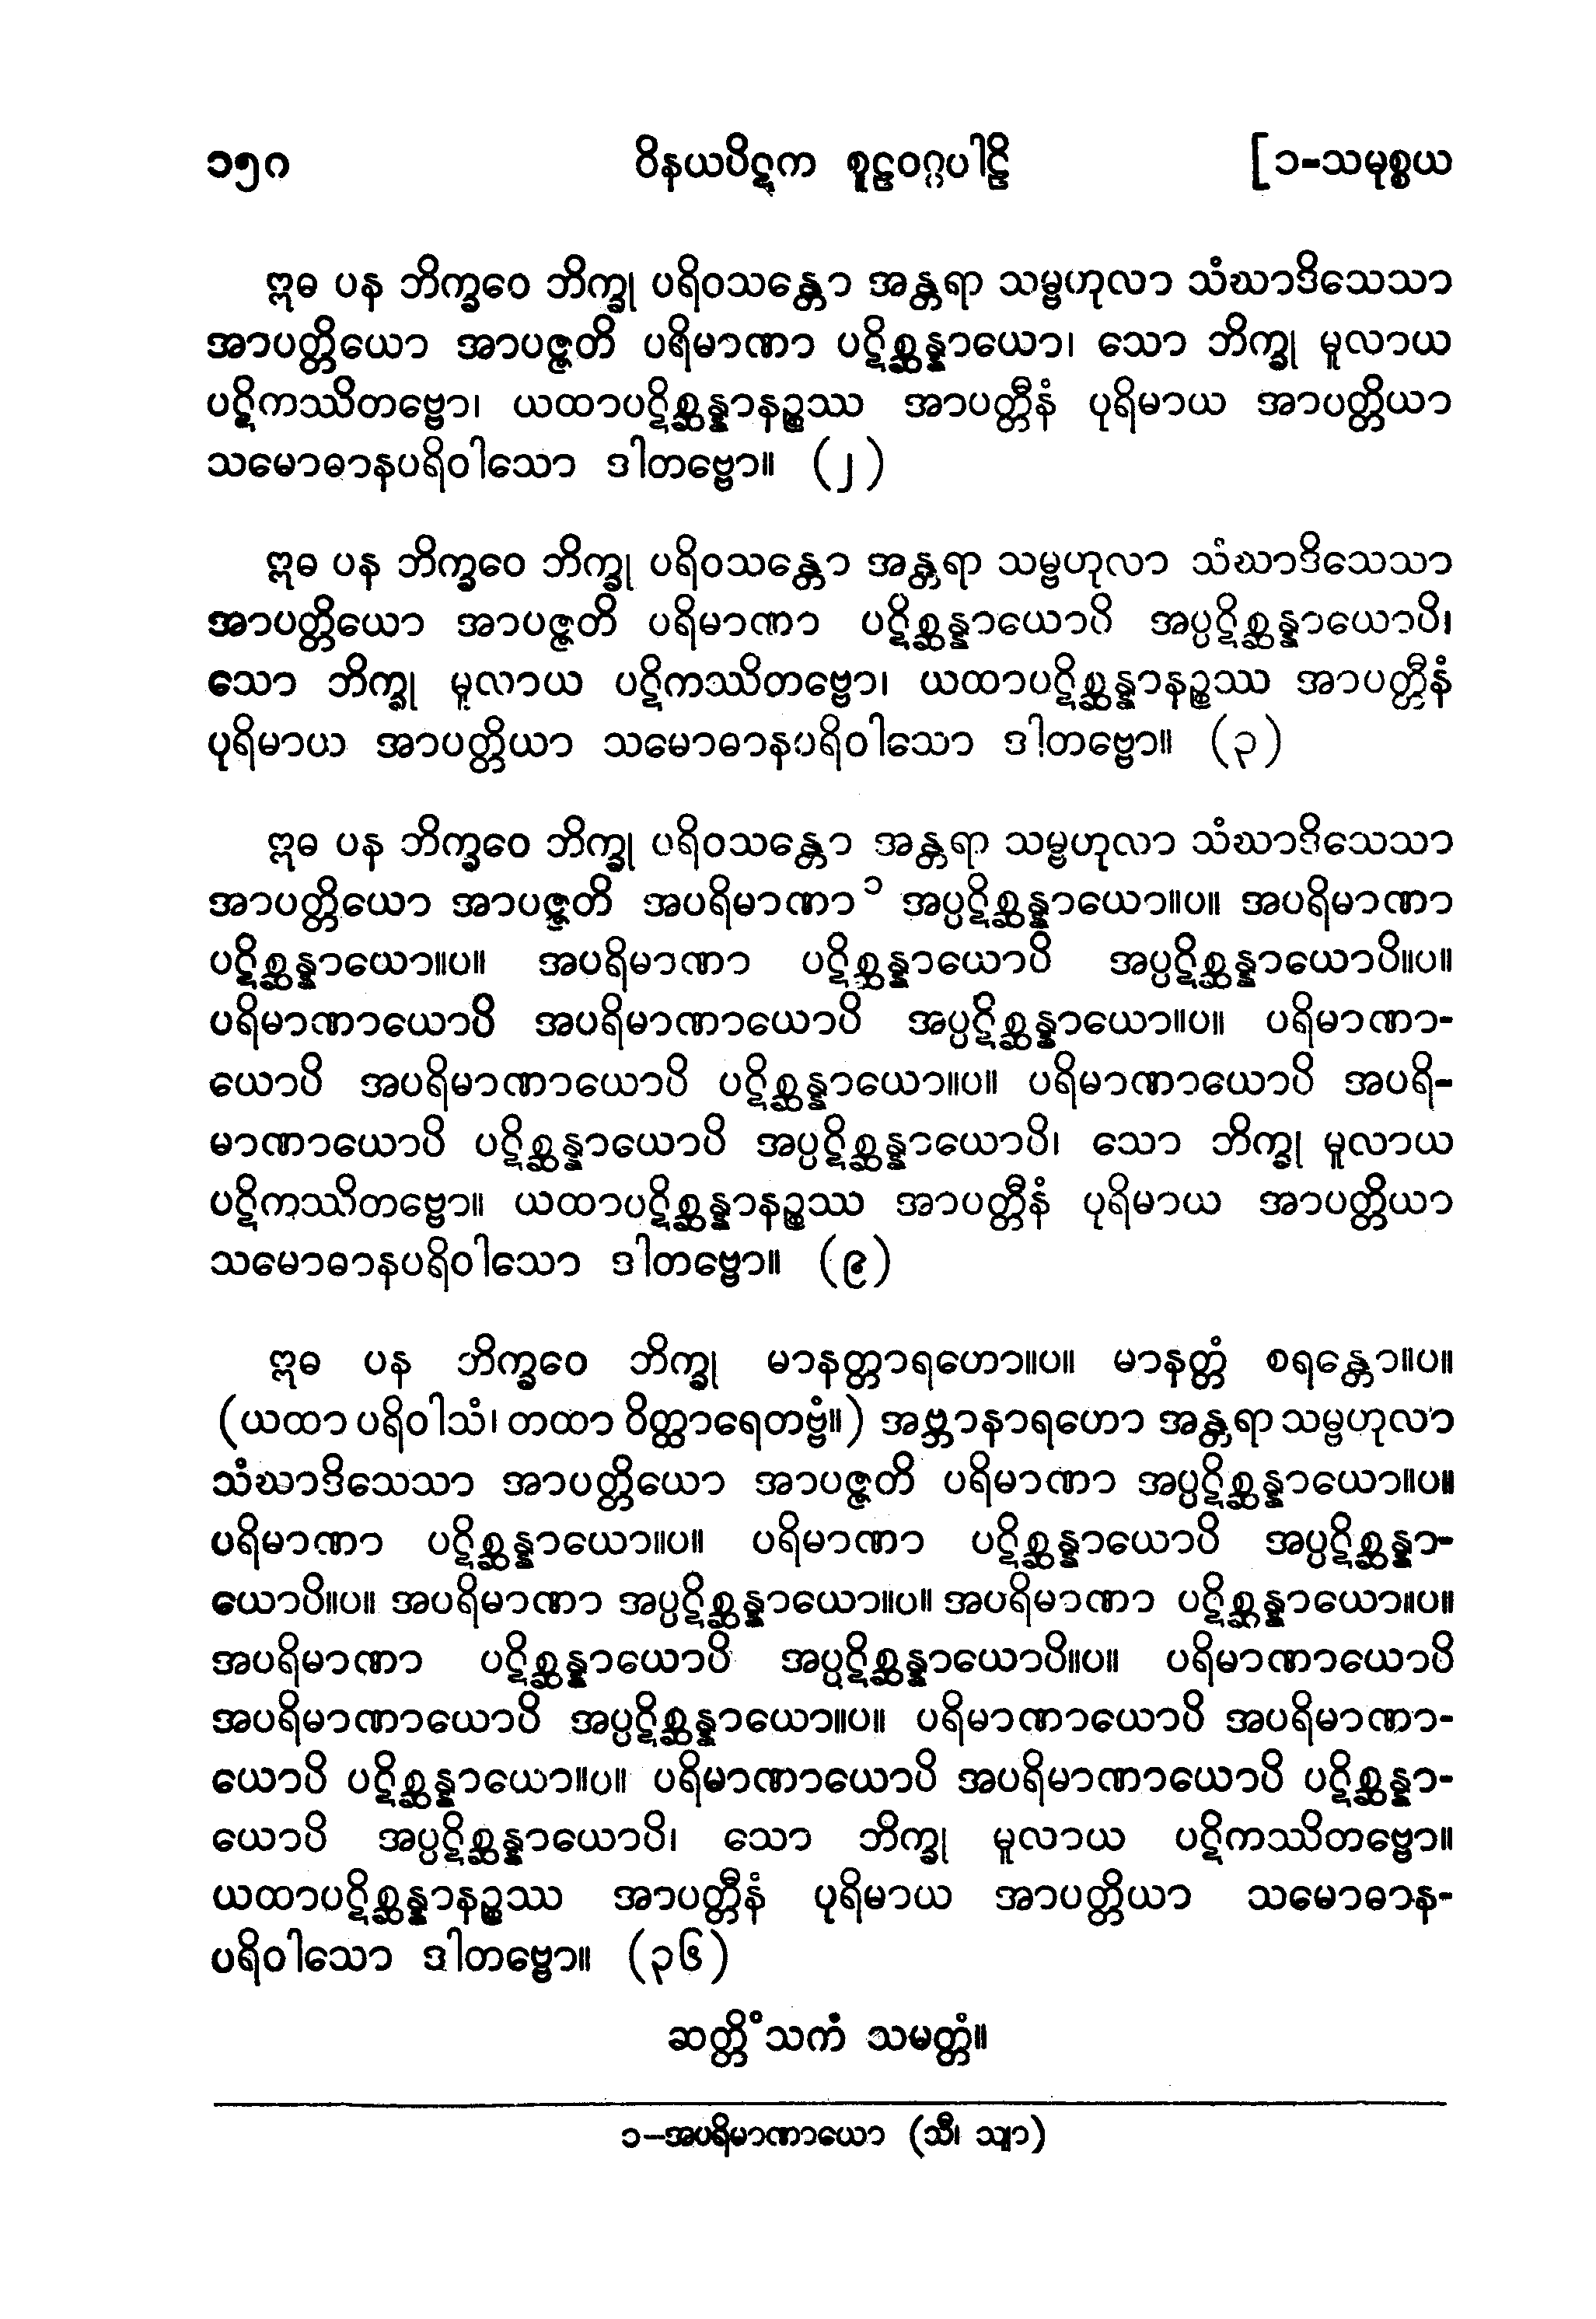 ၁၅၀ ဝိနယပိဋက စူဠဝဂ္ဂပါဠိ [၁-သမုစ္စယ
ဣဓ ပန ဘိက္ခဝေ ဘိက္ခု ပရိဝသန္တော အန္တရာ သမ္ဗဟုလာ သံဃာဒိသေသာ
အာပတ္တိယော အာပဇ္ဇတိ ပရိမာဏာ ပဋိစ္ဆန္နာယော၊ သော ဘိက္ခု မူလာယ
ပဋိကဿိတဗ္ဗော၊ ယထာပဋိစ္ဆန္နာနဉ္စဿ အာပတ္တီနံ ပုရိမာယ အာပတ္တိယာ
သမောဓာနပရိဝါသော ဒါတဗ္ဗော။ (၂)
ဣဓ ပန ဘိက္ခဝေ ဘိက္ခု ပရိဝသန္တော အန္တရာ သမ္ဗဟုလာ သံဃာဒိသေသာ
အာပတ္တိယော အာပဇ္ဇတိ ပရိမာဏာ ပဋိစ္ဆန္နာယောပိ အပ္ပဋိစ္ဆန္နာယောပိ၊
သော ဘိက္ခု မူလာယ ပဋိကဿိတဗ္ဗော၊ ယထာပဋိစ္ဆန္နာနဉ္စဿ အာပတ္တီနံ
ပုရိမာယ အာပတ္တိယာ သမောဓာနပရိဝါသော ဒါတဗ္ဗော။ (၃)
ဣဓ ပန ဘိက္ခဝေ ဘိက္ခု ပရိဝသန္တော အန္တရာ သမ္ဗဟုလာ သံဃာဒိသေသာ
အာပတ္တိယော အာပဇ္ဇတိ အပရိမာဏာ ၁ အပ္ပဋိစ္ဆန္နာယော။ပ။ အပရိမာဏာ
ပဋိစ္ဆန္နာယော။ပ။ အပရိမာဏာ ပဋိစ္ဆန္နာယောပိ အပ္ပဋိစ္ဆန္နာယောပိ။ပ။
ပရိမာဏာယောပိ အပရိမာဏာယောပိ အပ္ပဋိစ္ဆန္နာယော။ပ။ ပရိမာဏာ-
ယောပိ အပရိမာဏာယောပိ ပဋိစ္ဆန္နာယော။ပ။ ပရိမာဏာယောပိ အပရိ-
မာဏာယောပိ ပဋိစ္ဆန္နာယောပိ အပ္ပဋိစ္ဆန္နာယောပိ၊ သော ဘိက္ခု မူလာယ
ပဋိကဿိတဗ္ဗော။ ယထာပဋိစ္ဆန္နာနဉ္စဿ အာပတ္တီနံ ပုရိမာယ အာပတ္တိယာ
သမောဓာနပရိဝါသော ဒါတဗ္ဗော။ (၉)
ဣဓ ပန ဘိက္ခဝေ ဘိက္ခု မာနတ္တာရဟော။ပ။ မာနတ္တံ စရန္တော။ပ။
(ယထာ ပရိဝါသံ၊ တထာ ဝိတ္ထာရေတဗ္ဗံ။) အဗ္ဘာနာရဟော အန္တရာ သမ္ဗဟုလာ
သံဃာဒိသေသာ အာပတ္တိယော အာပဇ္ဇတိ ပရိမာဏာ အပ္ပဋိစ္ဆန္နာယော။ပ။
ပရိမာဏာ ပဋိစ္ဆန္နာယော။ပ။ ပရိမာဏာ ပဋိစ္ဆန္နာယောပိ အပ္ပဋိစ္ဆန္နာ-
ယောပိ။ပ။ အပရိမာဏာ အပ္ပဋိစ္ဆန္နာယော။ပ။ အပရိမာဏာ ပဋိစ္ဆန္နာယော။ပ။
အပရိမာဏာ ပဋိစ္ဆန္နာယောပိ အပ္ပဋိစ္ဆန္နာယောပိ။ပ။ ပရိမာဏာယောပိ
အပရိမာဏာယောပိ အပ္ပဋိစ္ဆန္နာယော။ပ။ ပရိမာဏာယောပိ အပရိမာဏာ-
ယောပိ ပဋိစ္ဆန္နာယော။ပ။ ပရိမာဏာယောပိ အပရိမာဏာယောပိ ပဋိစ္ဆန္နာ-
ယောပိ အပ္ပဋိစ္ဆန္နာယောပိ၊ သော ဘိက္ခု မူလာယ ပဋိကဿိတဗ္ဗော။
ယထာပဋိစ္ဆန္နာနဉ္စဿ အာပတ္တီနံ ပုရိမာယ အာပတ္တိယာ သမောဓာန-
ပရိဝါသော ဒါတဗ္ဗော။ (၃၆)
ဆတ္တိံသကံ သမတ္တံ။
၁-အပရိမာဏာယော (သီ၊ သျာ)